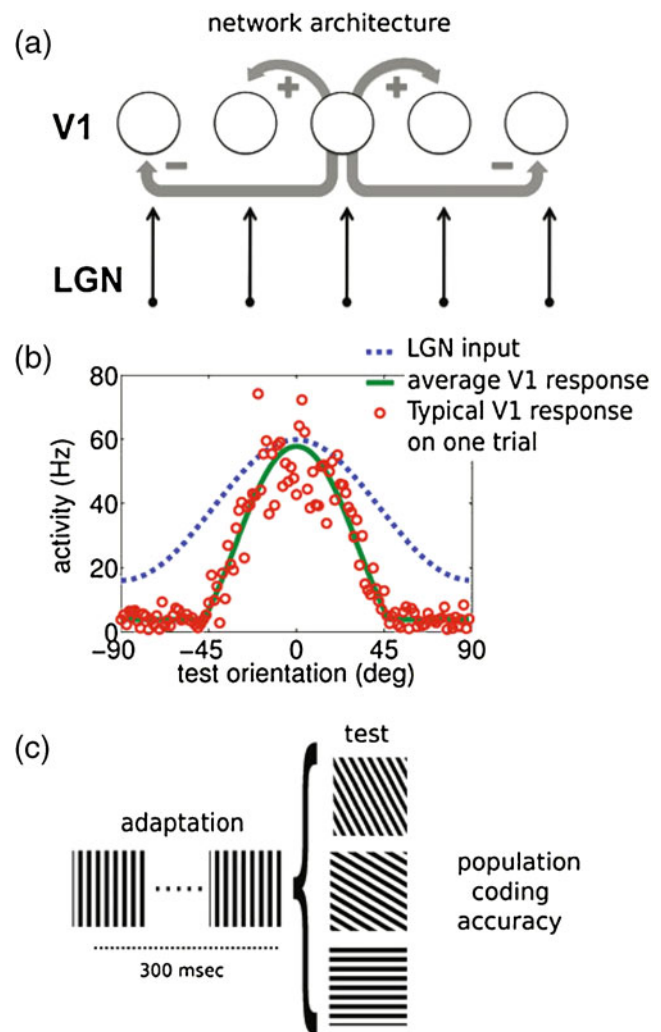 (a)
network architecture
V1
+ +
− −
LGN
(b)
LGN input
average V1 response
Typical V1 response
on one trial
activity (Hz)
80
60
40
20
0
−90 −45 0 45 90
test orientation (deg)
(c)
test
adaptation
300 msec
population
coding
accuracy